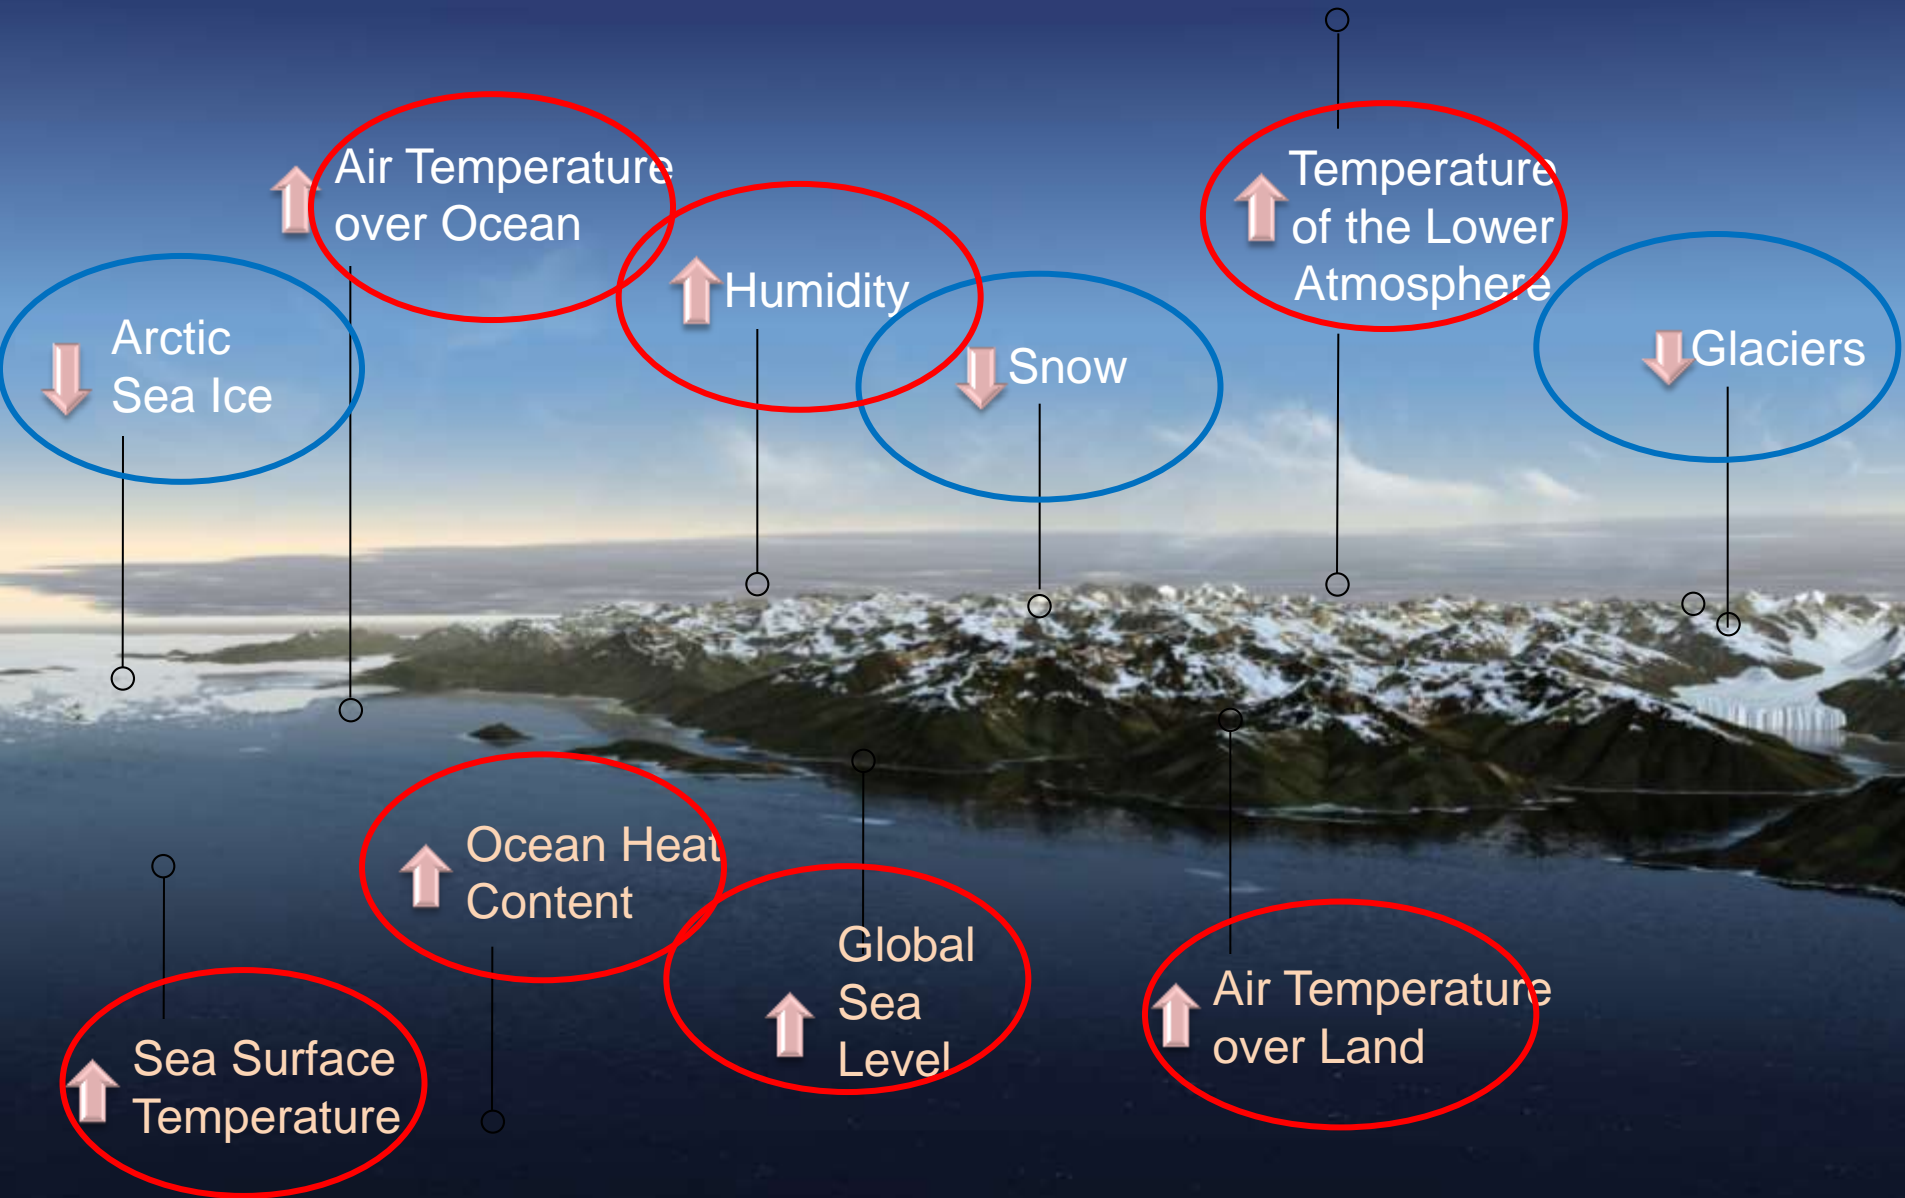 Air Temperature
over Ocean
Temperature
of the Lower
Atmosphere
Humidity
Arctic
Sea Ice
Snow
Glaciers
Ocean Heat
Content
Global
Sea
Level
Air Temperature
over Land
Sea Surface
Temperature